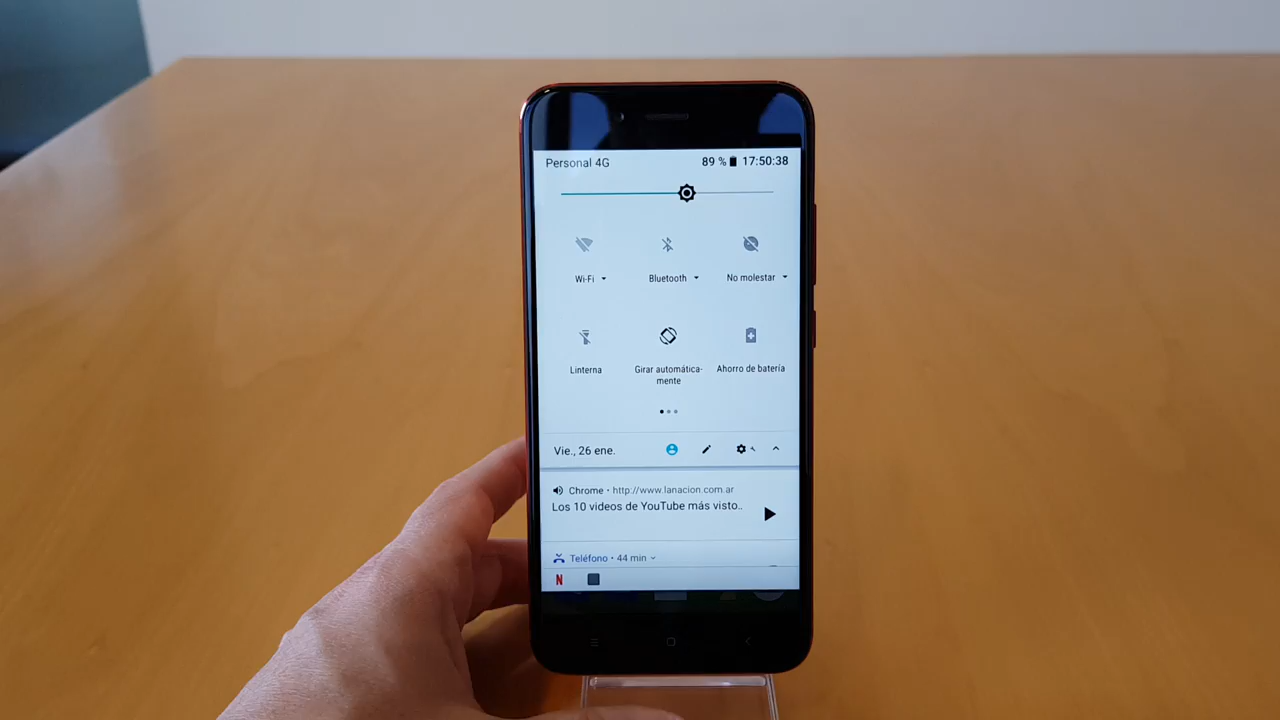 Personal 4G 89 % 17:50:38
Wi-Fi Bluetooth No molestar
Linterna Girar automática- Ahorro de batería
mente
Vie., 26 ene.
Chrome • http://www.lanacion.com.ar
Los 10 videos de YouTube más visto..
Teléfono • 44 min
N